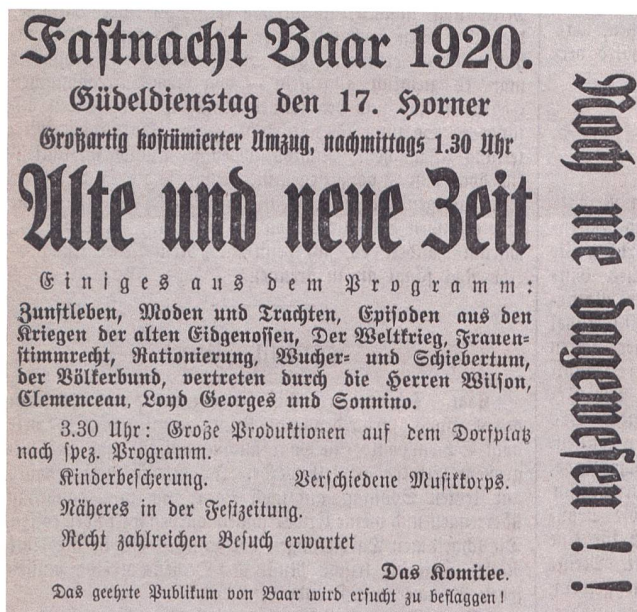 Fastnacht Baar 1920.
Güdeldienstag den 17. Horner
Großartig kostümierter Umzug, nachmittags 1.30 Uhr
Alte und neue Zeit
Einiges aus dem Programm:
Zunftleben, Moden und Trachten, Episoden aus den
Kriegen der alten Eidgenossen, Der Weltkrieg, Frauen-
stimmrecht, Rationierung, Wucher- und Schiebertum,
der Völkerbund, vertreten durch die Herren Wilson,
Clemenceau, Loyd Georges und Sonnino.
3.30 Uhr: Große Produktionen auf dem Dorfplatz
nach spez. Programm.
Kinderbescherung. Verschiedene Musikkorps.
Näheres in der Festzeitung.
Recht zahlreichen Besuch erwartet
Das Komitee.
Das geehrte Publikum von Baar wird ersucht zu beflaggen!
Noch nie dagewesen!!